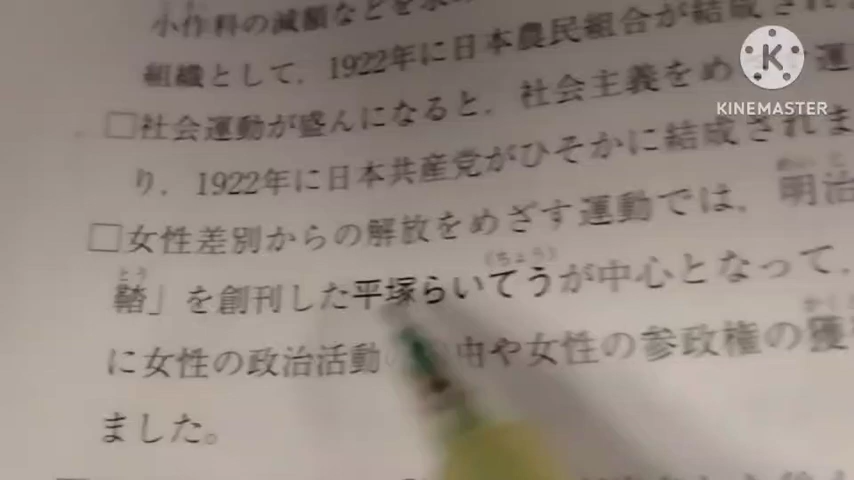 小作料の減額などを
組織として,1922年に日本農民組合が結成され
□社会運動が盛んになると,社会主義をめ
り,1922年に日本共産党がひそかに結成されま
□女性差別からの解放をめざす運動では,明治
鞜」を創刊した平塚らいてう(ちょう)が中心となって,
に女性の政治活動 や女性の参政権の獲
ました。
KINEMASTER